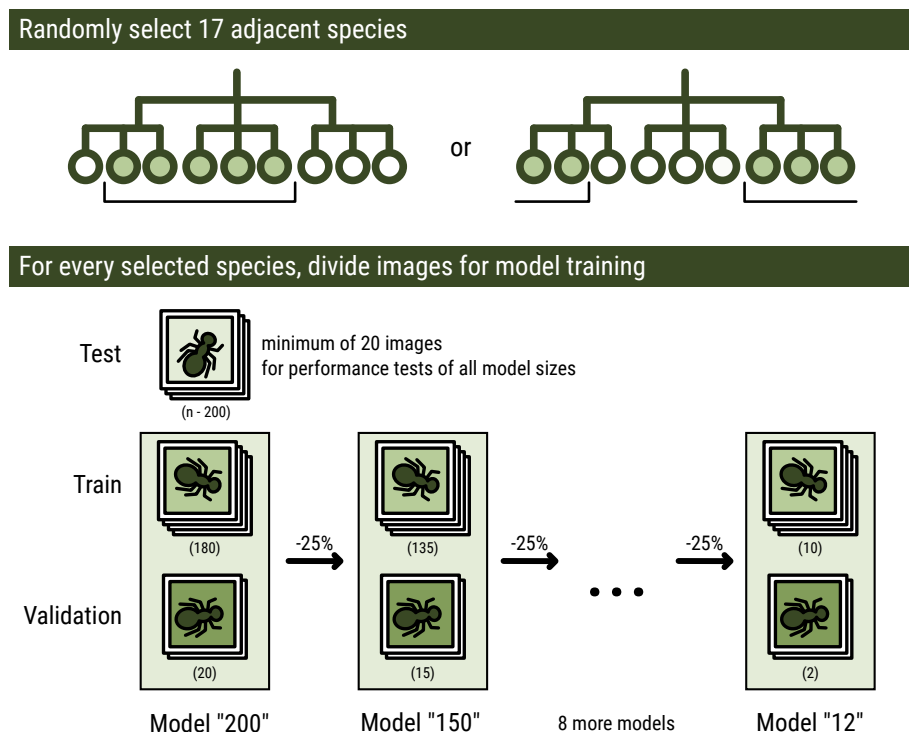 Randomly select 17 adjacent species
or
For every selected species, divide images for model training
Test
minimum of 20 images
for performance tests of all model sizes
(n - 200)
Train
(180)
-25%
(135)
-25%
-25%
(10)
Validation
(20)
(15)
(2)
Model "200"
Model "150"
8 more models
Model "12"